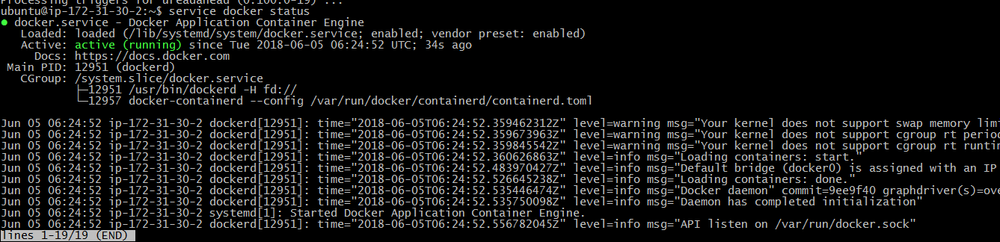 Processing triggers for ureadahead (0.100.0-19) ...
ubuntu@ip-172-31-30-2:~$ service docker status
● docker.service - Docker Application Container Engine
   Loaded: loaded (/lib/systemd/system/docker.service; enabled; vendor preset: enabled)
   Active: active (running) since Tue 2018-06-05 06:24:52 UTC; 34s ago
     Docs: https://docs.docker.com
 Main PID: 12951 (dockerd)
   CGroup: /system.slice/docker.service
           ├─12951 /usr/bin/dockerd -H fd://
           └─12957 docker-containerd --config /var/run/docker/containerd/containerd.toml

Jun 05 06:24:52 ip-172-31-30-2 dockerd[12951]: time="2018-06-05T06:24:52.359462312Z" level=warning msg="Your kernel does not support swap memory limi
Jun 05 06:24:52 ip-172-31-30-2 dockerd[12951]: time="2018-06-05T06:24:52.359673963Z" level=warning msg="Your kernel does not support cgroup rt period
Jun 05 06:24:52 ip-172-31-30-2 dockerd[12951]: time="2018-06-05T06:24:52.359845542Z" level=warning msg="Your kernel does not support cgroup rt runtim
Jun 05 06:24:52 ip-172-31-30-2 dockerd[12951]: time="2018-06-05T06:24:52.360626863Z" level=info msg="Loading containers: start."
Jun 05 06:24:52 ip-172-31-30-2 dockerd[12951]: time="2018-06-05T06:24:52.483970427Z" level=info msg="Default bridge (docker0) is assigned with an IP
Jun 05 06:24:52 ip-172-31-30-2 dockerd[12951]: time="2018-06-05T06:24:52.526645238Z" level=info msg="Loading containers: done."
Jun 05 06:24:52 ip-172-31-30-2 dockerd[12951]: time="2018-06-05T06:24:52.535446474Z" level=info msg="Docker daemon" commit=9ee9f40 graphdriver(s)=ove
Jun 05 06:24:52 ip-172-31-30-2 dockerd[12951]: time="2018-06-05T06:24:52.535750098Z" level=info msg="Daemon has completed initialization"
Jun 05 06:24:52 ip-172-31-30-2 systemd[1]: Started Docker Application Container Engine.
Jun 05 06:24:52 ip-172-31-30-2 dockerd[12951]: time="2018-06-05T06:24:52.556782045Z" level=info msg="API listen on /var/run/docker.sock"
lines 1-19/19 (END)